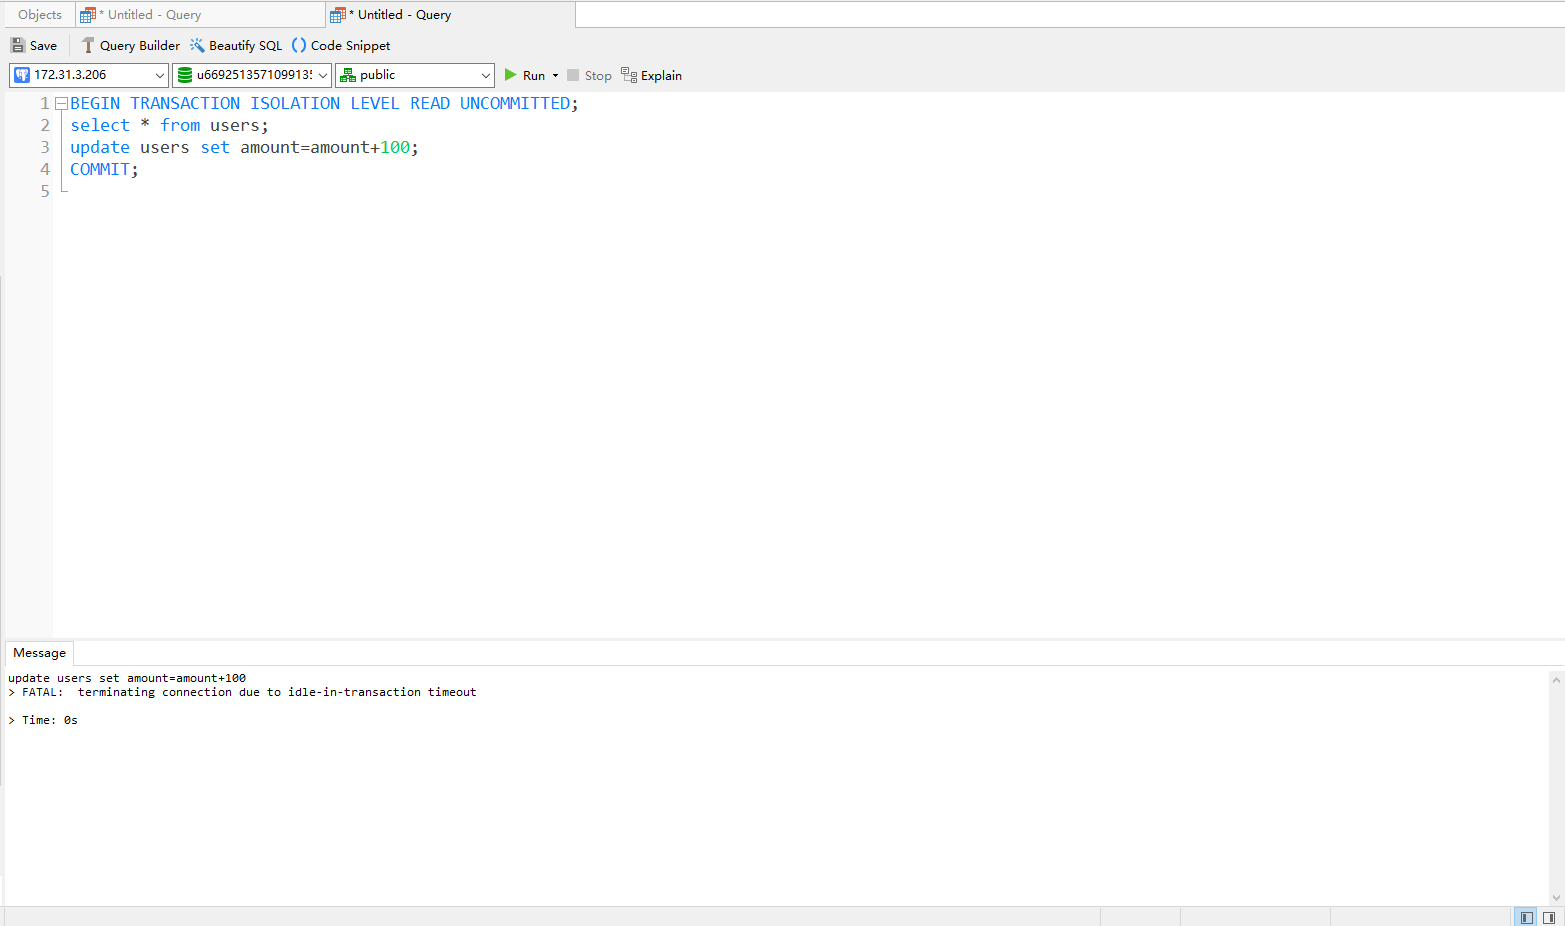 Objects * Untitled - Query * Untitled - Query
Save Query Builder Beautify SQL () Code Snippet
172.31.3.206 u6692513571099135 public Run Stop Explain
1 BEGIN TRANSACTION ISOLATION LEVEL READ UNCOMMITTED;
2 select * from users;
3 update users set amount=amount+100;
4 COMMIT;
5
Message
update users set amount=amount+100
> FATAL:  terminating connection due to idle-in-transaction timeout
> Time: 0s